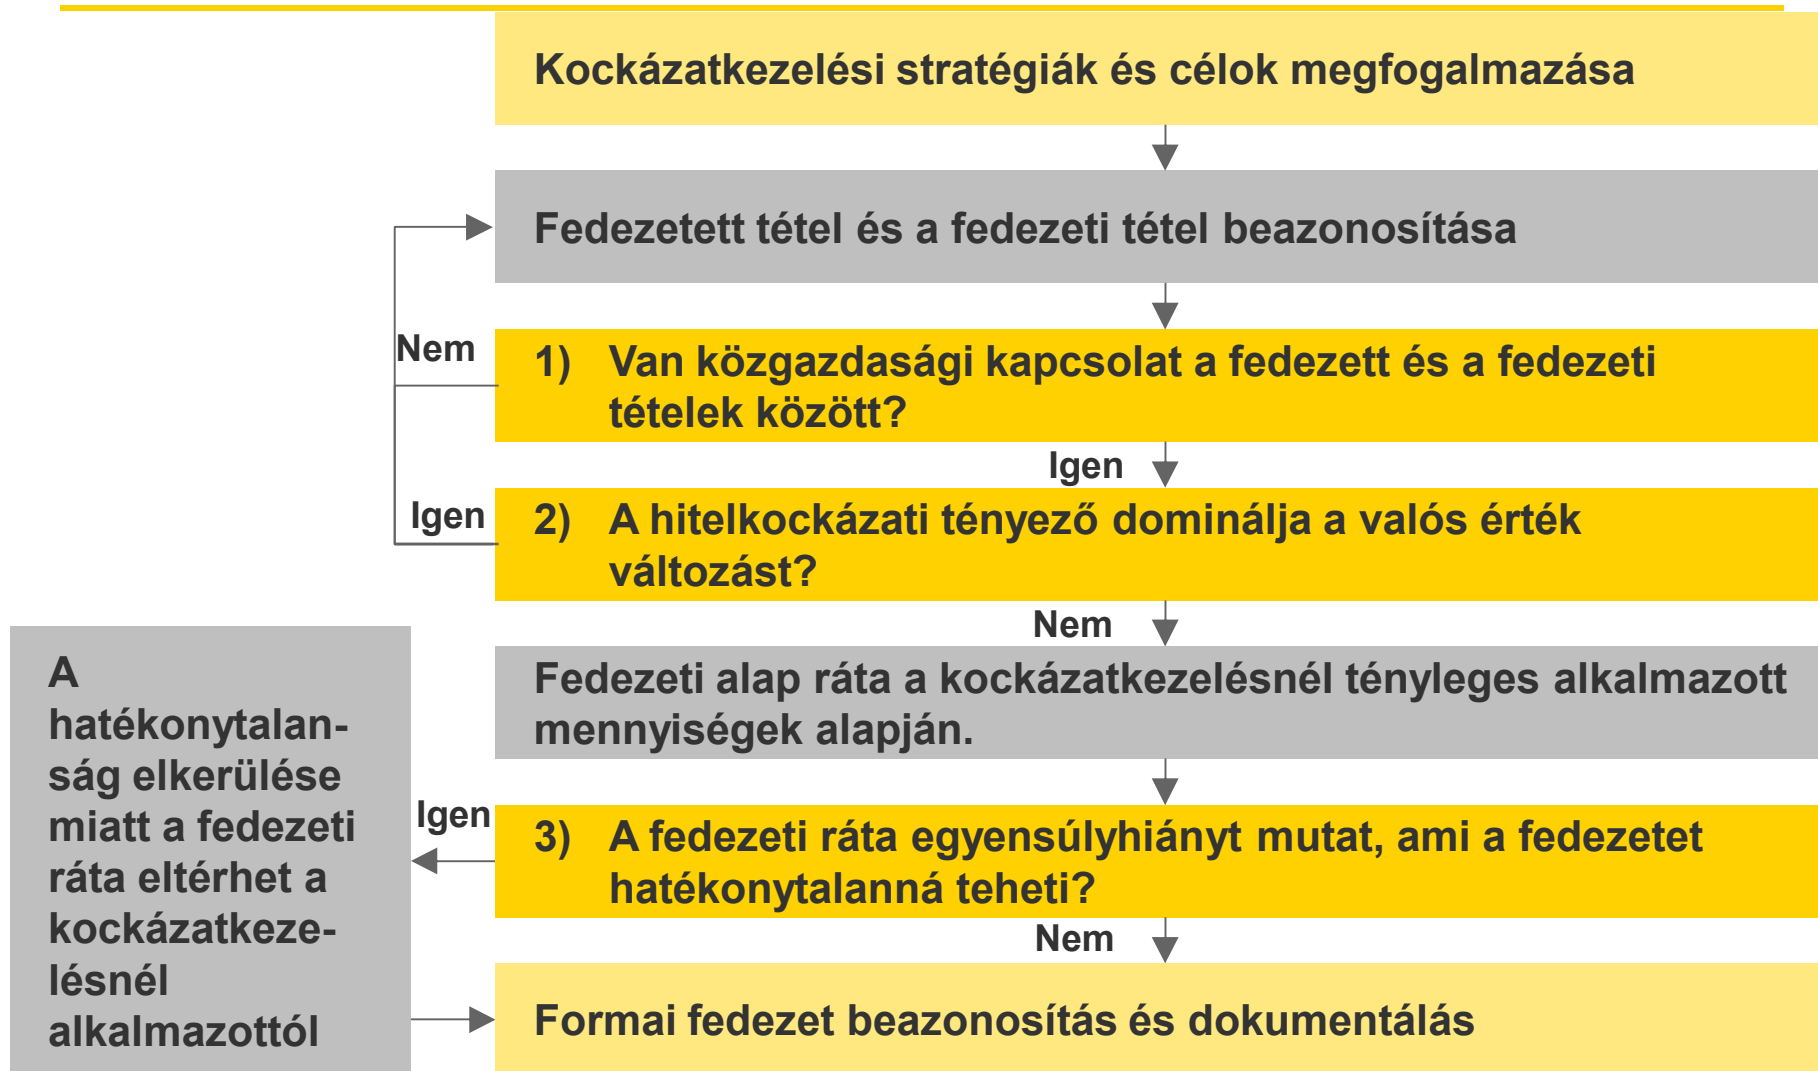 Kockázatkezelési stratégiák és célok megfogalmazása
Fedezetett tétel és a fedezeti tétel beazonosítása
Nem
1) Van közgazdasági kapcsolat a fedezett és a fedezeti
tételek között?
Igen
Igen
2) A hitelkockázati tényező dominálja a valós érték
változást?
Nem
Fedezeti alap ráta a kockázatkezelésnél tényleges alkalmazott
mennyiségek alapján.
Igen
3) A fedezeti ráta egyensúlyhiányt mutat, ami a fedezetet
hatékonytalanná teheti?
Nem
A
hatékonytalan-
ság elkerülése
miatt a fedezeti
ráta eltérhet a
kockázatkeze-
lésnél
alkalmazottól
Formai fedezet beazonosítás és dokumentálás